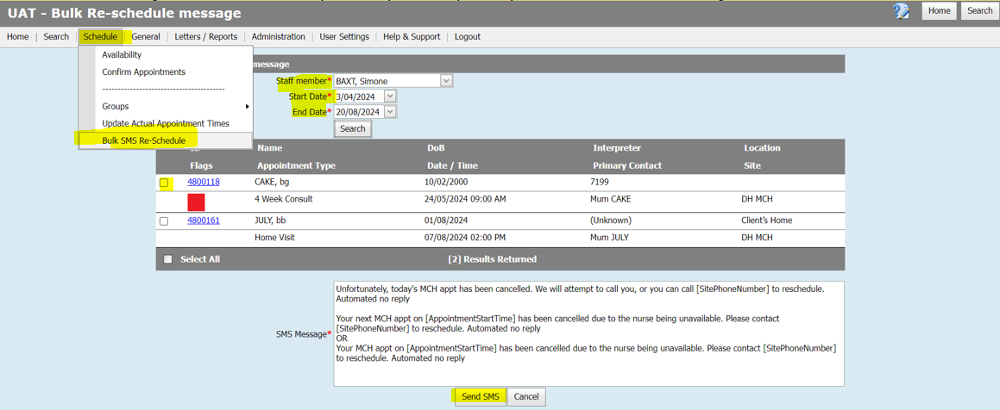 UAT - Bulk Re-schedule message
Home
Search
Home
Search
Schedule
General
Letters / Reports
Administration
User Settings
Help & Support
Logout
Availability
Confirm Appointments
----------------------------------------
Groups
Update Actual Appointment Times
Bulk SMS Re-Schedule
message
Staff member* BAXT, Simone
Start Date* 3/04/2024
End Date* 20/08/2024
Search
Name DoB Interpreter Location
Flags Appointment Type Date / Time Primary Contact Site
4800118 CAKE, bg 10/02/2000 7199
4 Week Consult 24/05/2024 09:00 AM Mum CAKE DH MCH
4800161 JULY, bb 01/08/2024 (Unknown) Client's Home
Home Visit 07/08/2024 02:00 PM Mum JULY DH MCH
Select All [2] Results Returned
SMS Message*
Unfortunately, today's MCH appt has been cancelled. We will attempt to call you, or you can call [SitePhoneNumber] to reschedule.
Automated no reply
Your next MCH appt on [AppointmentStartTime] has been cancelled due to the nurse being unavailable. Please contact
[SitePhoneNumber] to reschedule. Automated no reply
OR
Your MCH appt on [AppointmentStartTime] has been cancelled due to the nurse being unavailable. Please contact [SitePhoneNumber]
to reschedule. Automated no reply
Send SMS
Cancel